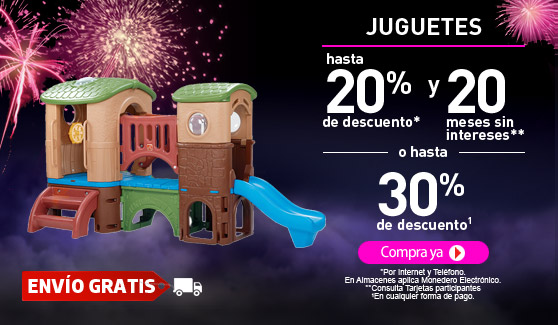 JUGUETES
hasta
20% y 20
de descuento* meses sin
intereses**
o hasta
30%
de descuento¹
Compra ya
*Por Internet y Teléfono.
En Almacenes aplica Monedero Electrónico.
**Consulta Tarjetas participantes
¹En cualquier forma de pago.
ENVÍO GRATIS